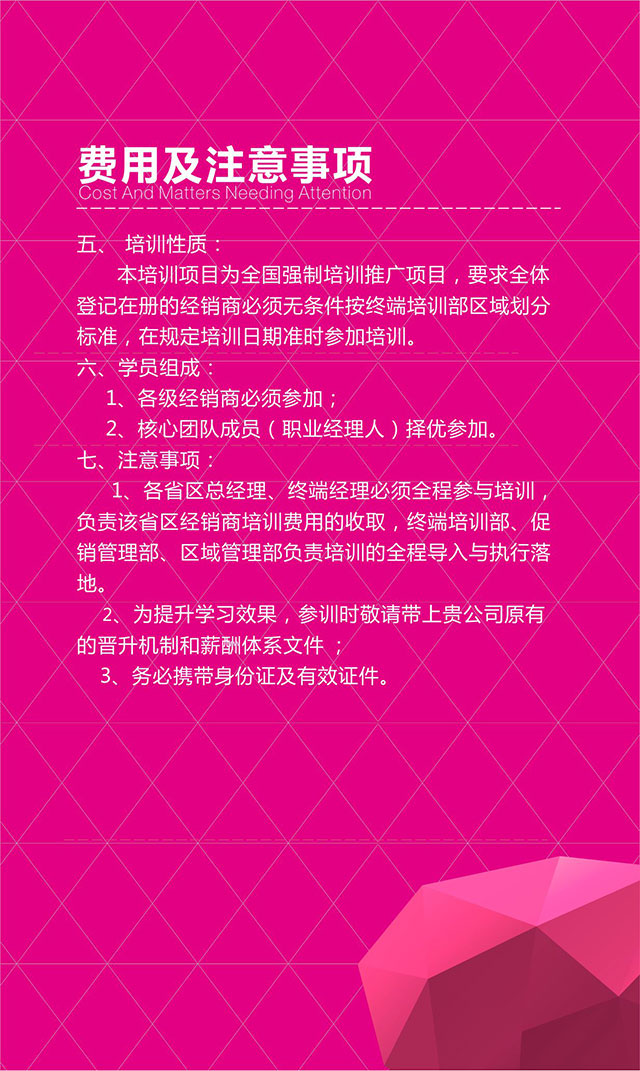 费用及注意事项
Cost And Matters Needing Attention
五、 培训性质：
本培训项目为全国强制培训推广项目，要求全体
登记在册的经销商必须无条件按终端培训部区域划分
标准，在规定培训日期准时参加培训。
六、学员组成：
1、各级经销商必须参加；
2、核心团队成员（职业经理人）择优参加。
七、注意事项：
1、各省区总经理、终端经理必须全程参与培训，
负责该省区经销商培训费用的收取，终端培训部、促
销管理部、区域管理部负责培训的全程导入与执行落
地。
2、为提升学习效果，参训时敬请带上贵公司原有
的晋升机制和薪酬体系文件 ；
3、务必携带身份证及有效证件。